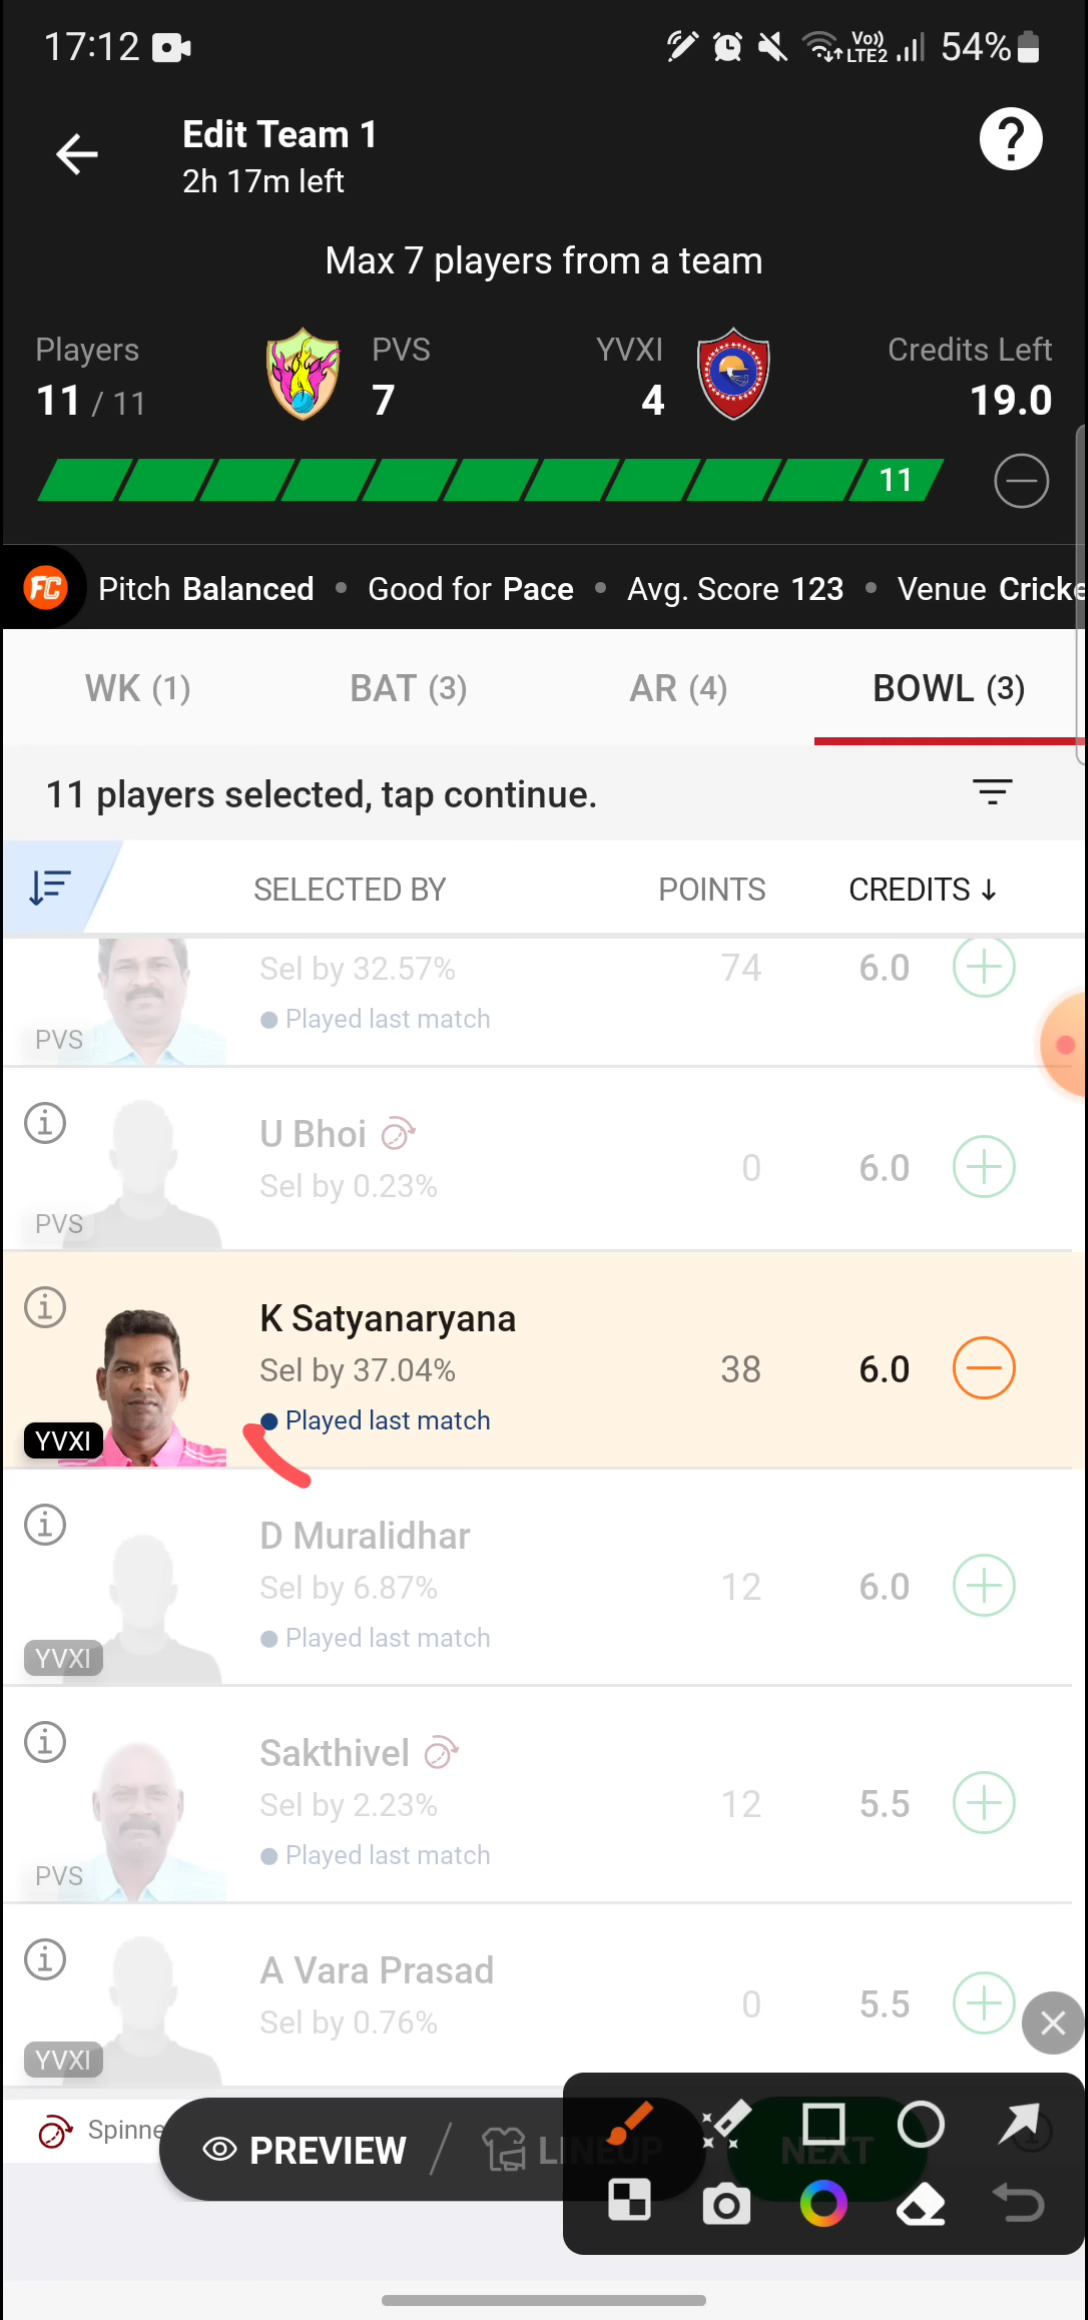 17:12 Vo)) LTE2 54%
Edit Team 1
2h 17m left
?
Max 7 players from a team
Players PVS YVXI Credits Left
11 / 11 7 4 19.0
11
FC Pitch Balanced • Good for Pace • Avg. Score 123 • Venue Cricke
WK (1) BAT (3) AR (4) BOWL (3)
11 players selected, tap continue.
SELECTED BY POINTS CREDITS ↓
Sel by 32.57% 74 6.0
Played last match
PVS
U Bhoi
Sel by 0.23% 0 6.0
PVS
K Satyanaryana
Sel by 37.04% 38 6.0
Played last match
YVXI
D Muralidhar
Sel by 6.87% 12 6.0
Played last match
YVXI
Sakthivel
Sel by 2.23% 12 5.5
Played last match
PVS
A Vara Prasad
Sel by 0.76% 0 5.5
YVXI
Spinne PREVIEW / LINEUP NEXT